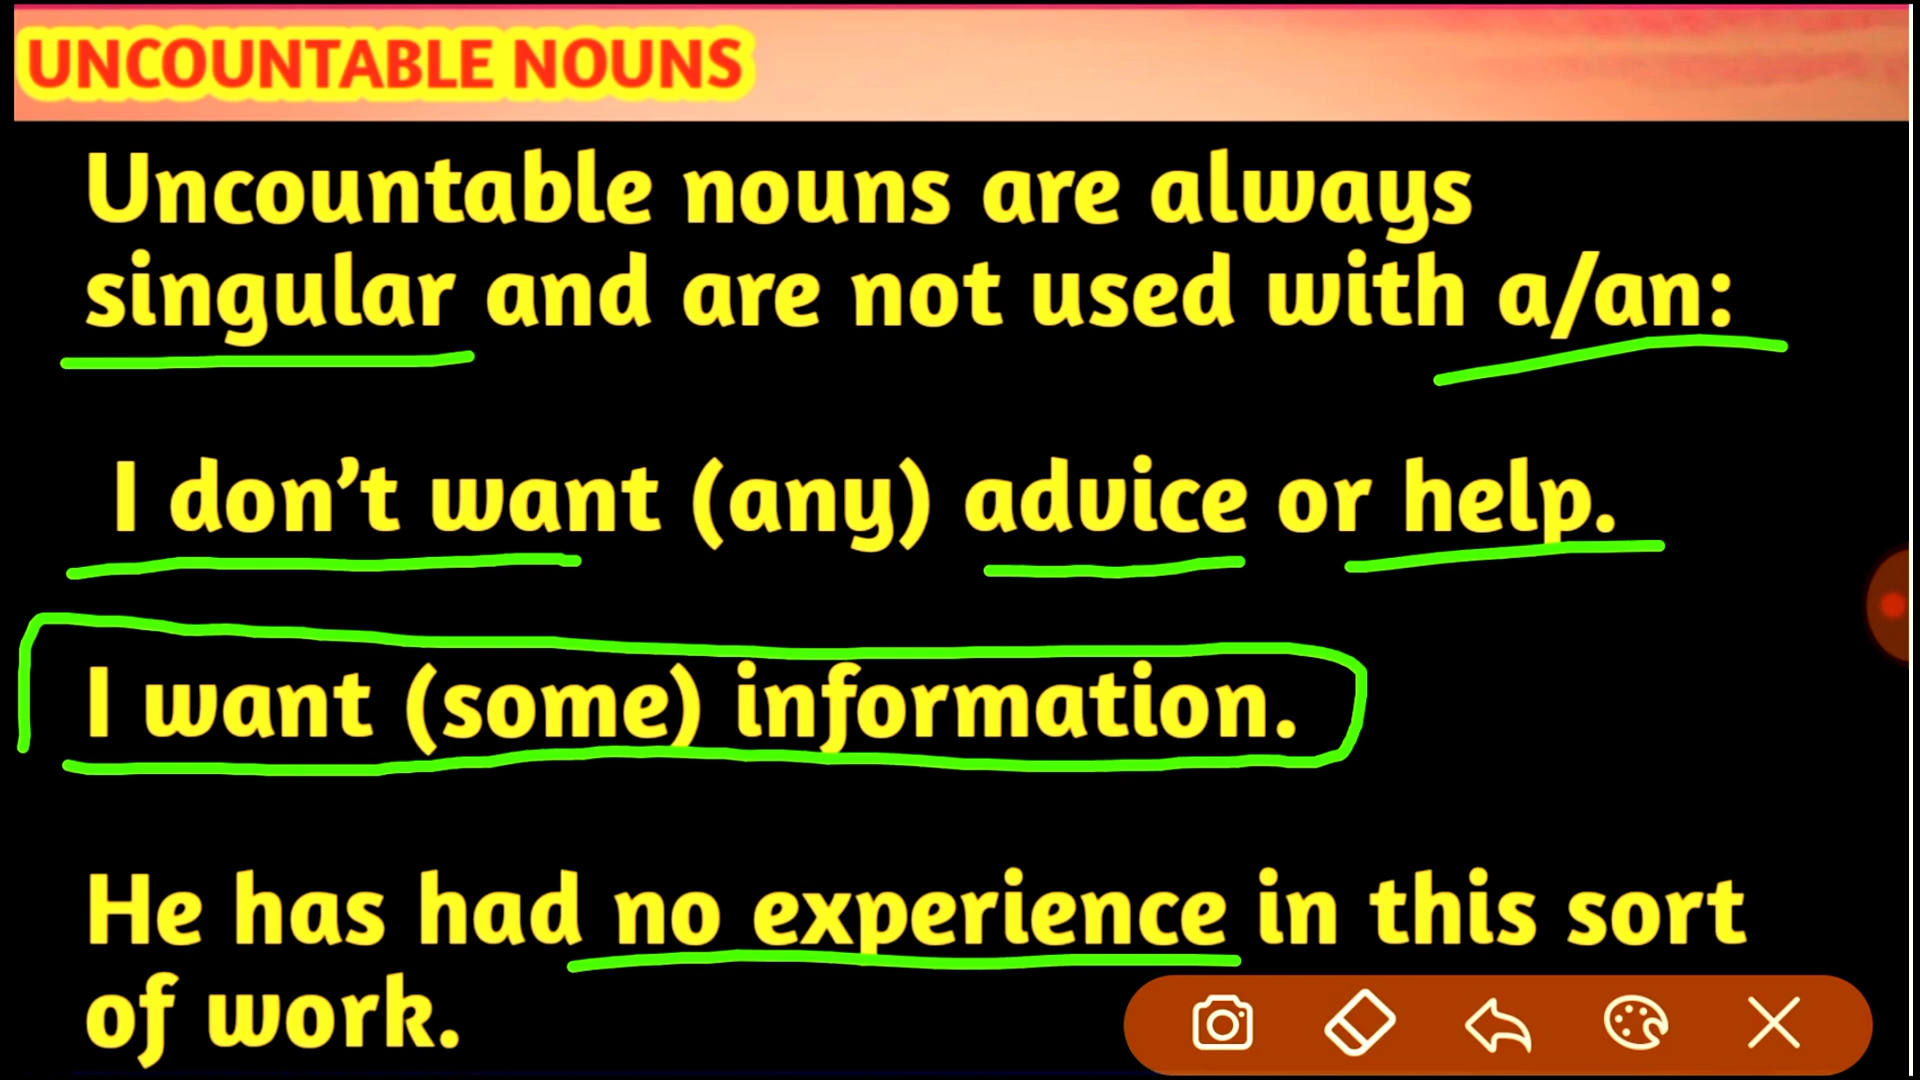 UNCOUNTABLE NOUNS
Uncountable nouns are always
singular and are not used with a/an:
I don’t want (any) advice or help.
I want (some) information.
He has had no experience in this sort
of work.